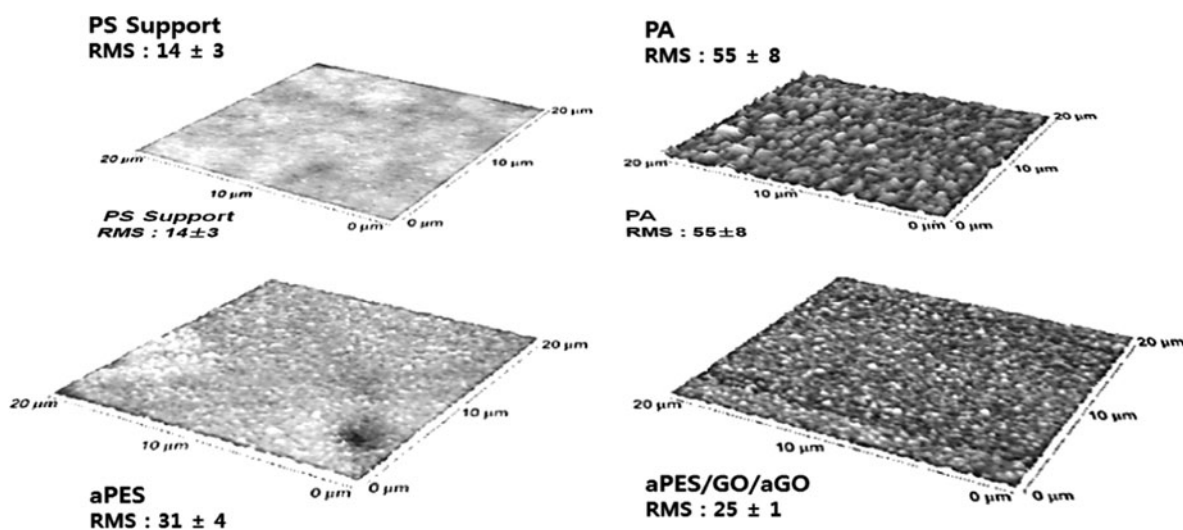 PS Support
RMS : 14 ± 3
20 µm
10 µm
20 µm
10 µm
0 µm
0 µm
PS Support
RMS : 14±3
PA
RMS : 55 ± 8
20 µm
10 µm
20 µm
10 µm
0 µm
0 µm
PA
RMS : 55±8
20 µm
10 µm
20 µm
10 µm
0 µm
0 µm
aPES
RMS : 31 ± 4
20 µm
10 µm
20 µm
10 µm
0 µm
0 µm
aPES/GO/aGO
RMS : 25 ± 1